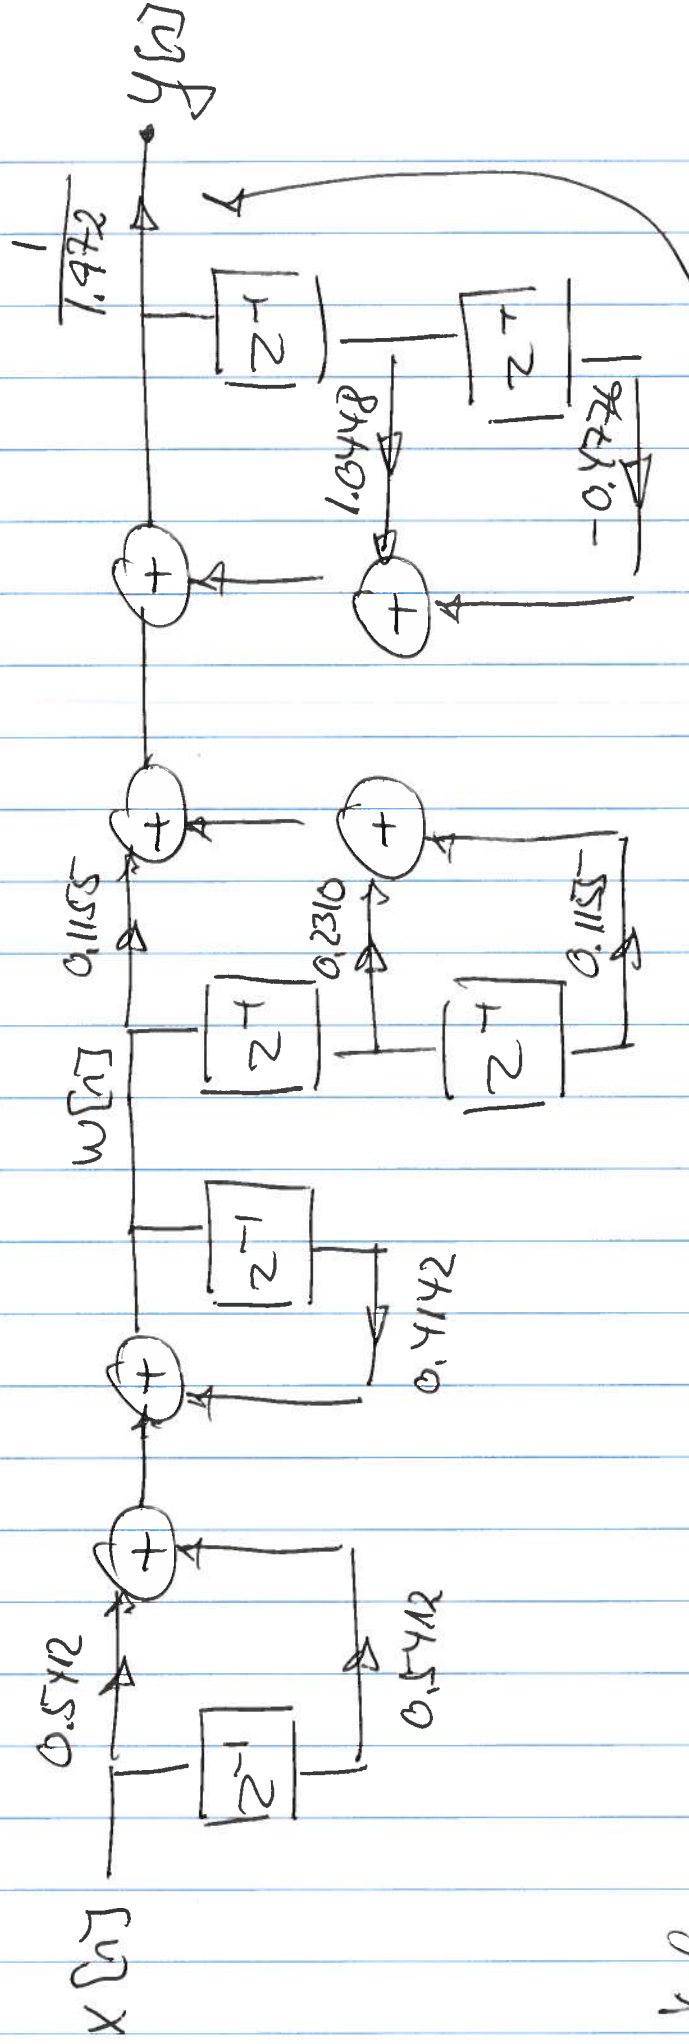 x[n]
0.5412
z⁻¹
0.5412
+
+
z⁻¹
0.4142
w[n]
0.1155
z⁻¹
0.2310
z⁻¹
0.1155
+
+
+
+
1.0448
-0.4776
z⁻¹
z⁻¹
1
1.972
y[n]